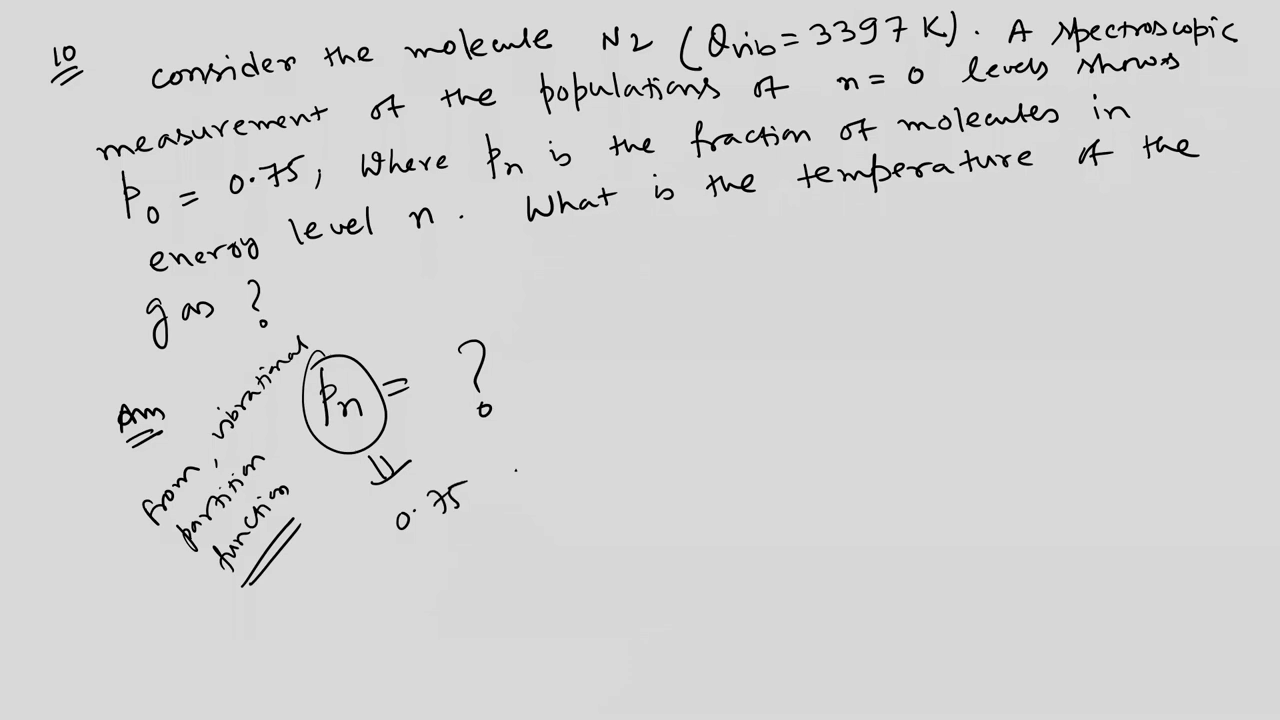 10
consider the molecule N2 (θvib = 3397 K). A spectroscopic
measurement of the populations of n = 0 levels shows
p0 = 0.75, Where pn is the fraction of molecules in
energy level n. What is the temperature of the
gas ?
Ans
from, vibrational
partition
function
pn = ?
0.75